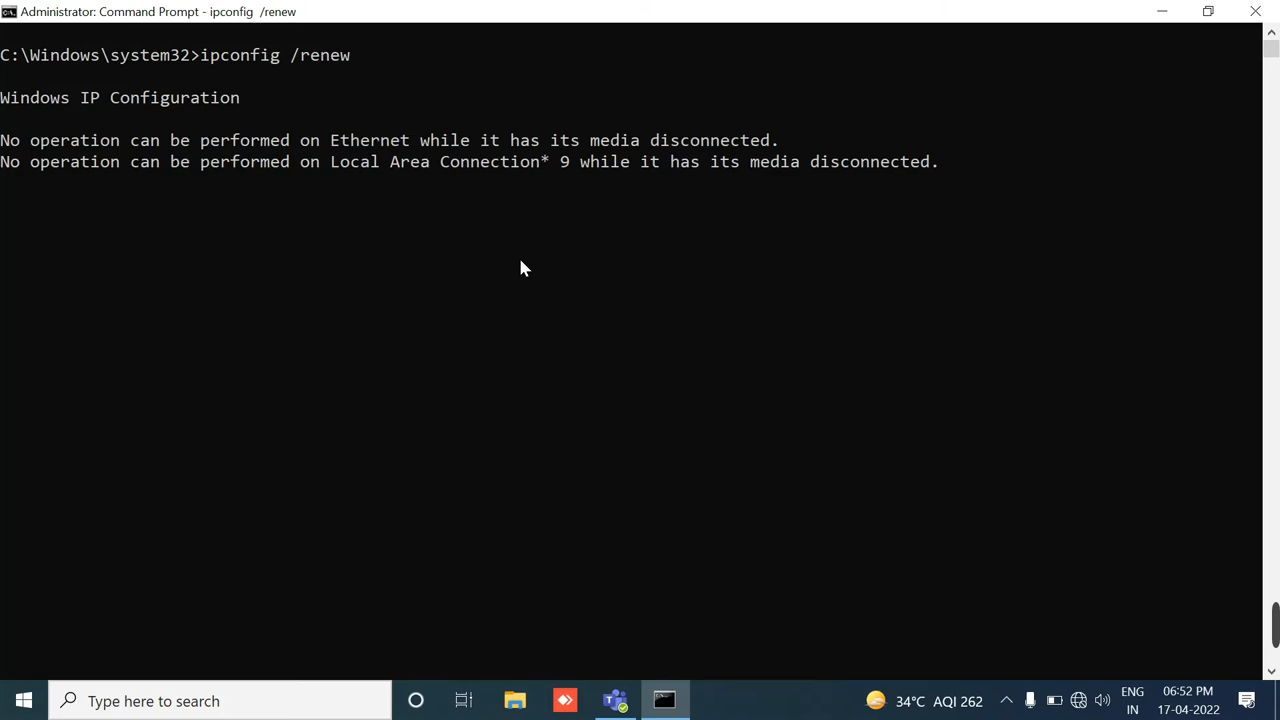 Administrator: Command Prompt - ipconfig  /renew
C:\Windows\system32>ipconfig /renew
Windows IP Configuration
No operation can be performed on Ethernet while it has its media disconnected.
No operation can be performed on Local Area Connection* 9 while it has its media disconnected.
Type here to search
34°C AQI 262
ENG
IN
06:52 PM
17-04-2022